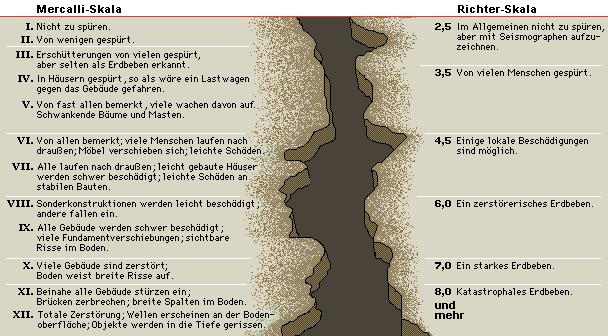 Mercalli-Skala
I. Nicht zu spüren.
II. Von wenigen gespürt.
III. Erschütterungen von vielen gespürt,
aber selten als Erdbeben erkannt.
IV. In Häusern gespürt, so als wäre ein Lastwagen
gegen das Gebäude gefahren.
V. Von fast allen bemerkt, viele wachen davon auf.
Schwankende Bäume und Masten.
VI. Von allen bemerkt; viele Menschen laufen nach
draußen; Möbel verschieben sich; leichte Schäden.
VII. Alle laufen nach draußen; leicht gebaute Häuser
werden schwer beschädigt; leichte Schäden an
stabilen Bauten.
VIII. Sonderkonstruktionen werden leicht beschädigt;
andere fallen ein.
IX. Alle Gebäude werden schwer beschädigt;
viele Fundamentverschiebungen; sichtbare
Risse im Boden.
X. Viele Gebäude sind zerstört;
Boden weist breite Risse auf.
XI. Beinahe alle Gebäude stürzen ein;
Brücken zerbrechen; breite Spalten im Boden.
XII. Totale Zerstörung; Wellen erscheinen an der Boden-
oberfläche; Objekte werden in die Tiefe gerissen.
Richter-Skala
2,5 Im Allgemeinen nicht zu spüren,
aber mit Seismographen aufzu-
zeichnen.
3,5 Von vielen Menschen gespürt.
4,5 Einige lokale Beschädigungen
sind möglich.
6,0 Ein zerstörerisches Erdbeben.
7,0 Ein starkes Erdbeben.
8,0 Katastrophales Erdbeben.
und
mehr